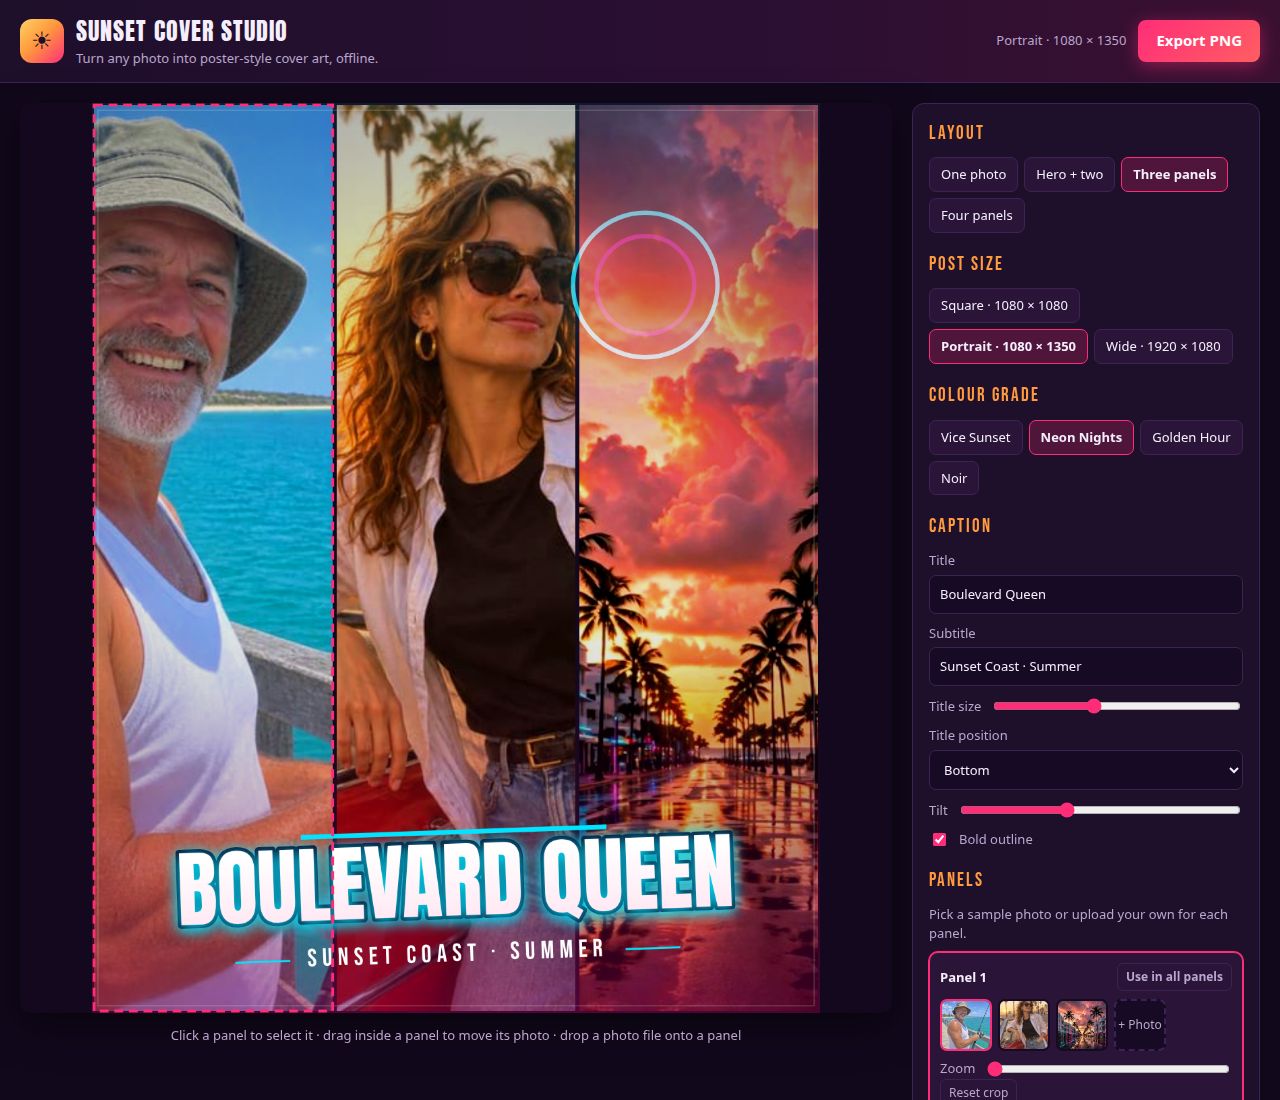 SUNSET COVER STUDIO
Turn any photo into poster-style cover art, offline.
Portrait · 1080 × 1350
Export PNG
BOULEVARD QUEEN
SUNSET COAST · SUMMER
Click a panel to select it · drag inside a panel to move its photo · drop a photo file onto a panel
LAYOUT
One photo
Hero + two
Three panels
Four panels
POST SIZE
Square · 1080 × 1080
Portrait · 1080 × 1350
Wide · 1920 × 1080
COLOUR GRADE
Vice Sunset
Neon Nights
Golden Hour
Noir
CAPTION
Title
Boulevard Queen
Subtitle
Sunset Coast · Summer
Title size
Title position
Bottom
Tilt
Bold outline
PANELS
Pick a sample photo or upload your own for each
panel.
Panel 1
Use in all panels
+ Photo
Zoom
Reset crop